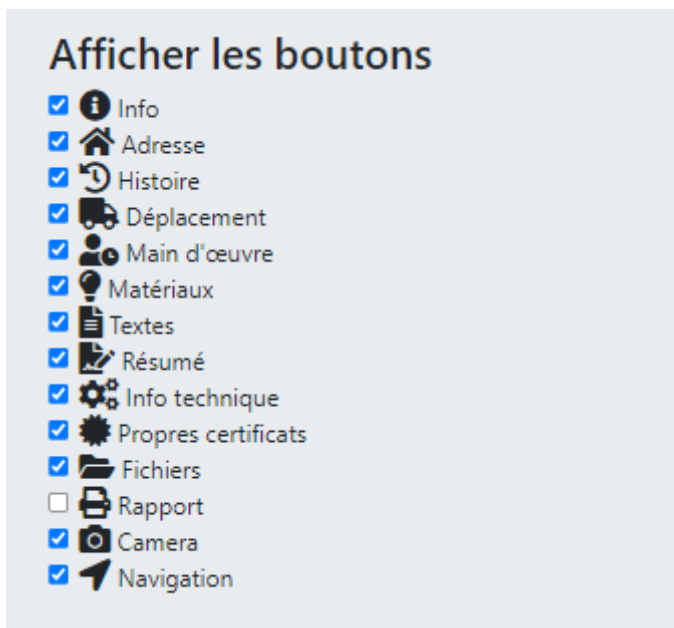 Afficher les boutons
Info
Adresse
Histoire
Déplacement
Main d'œuvre
Matériaux
Textes
Résumé
Info technique
Propres certificats
Fichiers
Rapport
Camera
Navigation